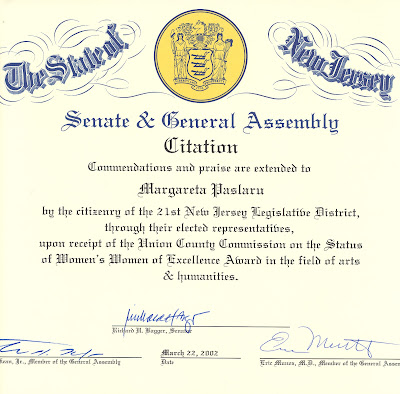 The State of New Jersey
Senate & General Assembly
Citation
Commendations and praise are extended to
Margareta Paslaru
by the citizenry of the 21st New Jersey Legislative District,
through their elected representatives,
upon receipt of the Union County Commission on the Status
of Women's Women of Excellence Award in the field of arts
& humanities.
Richard H. Bagger, Senator
Kean, Jr., Member of the General Assembly
March 22, 2002
Date
Eric Munoz, M.D., Member of the General Assem